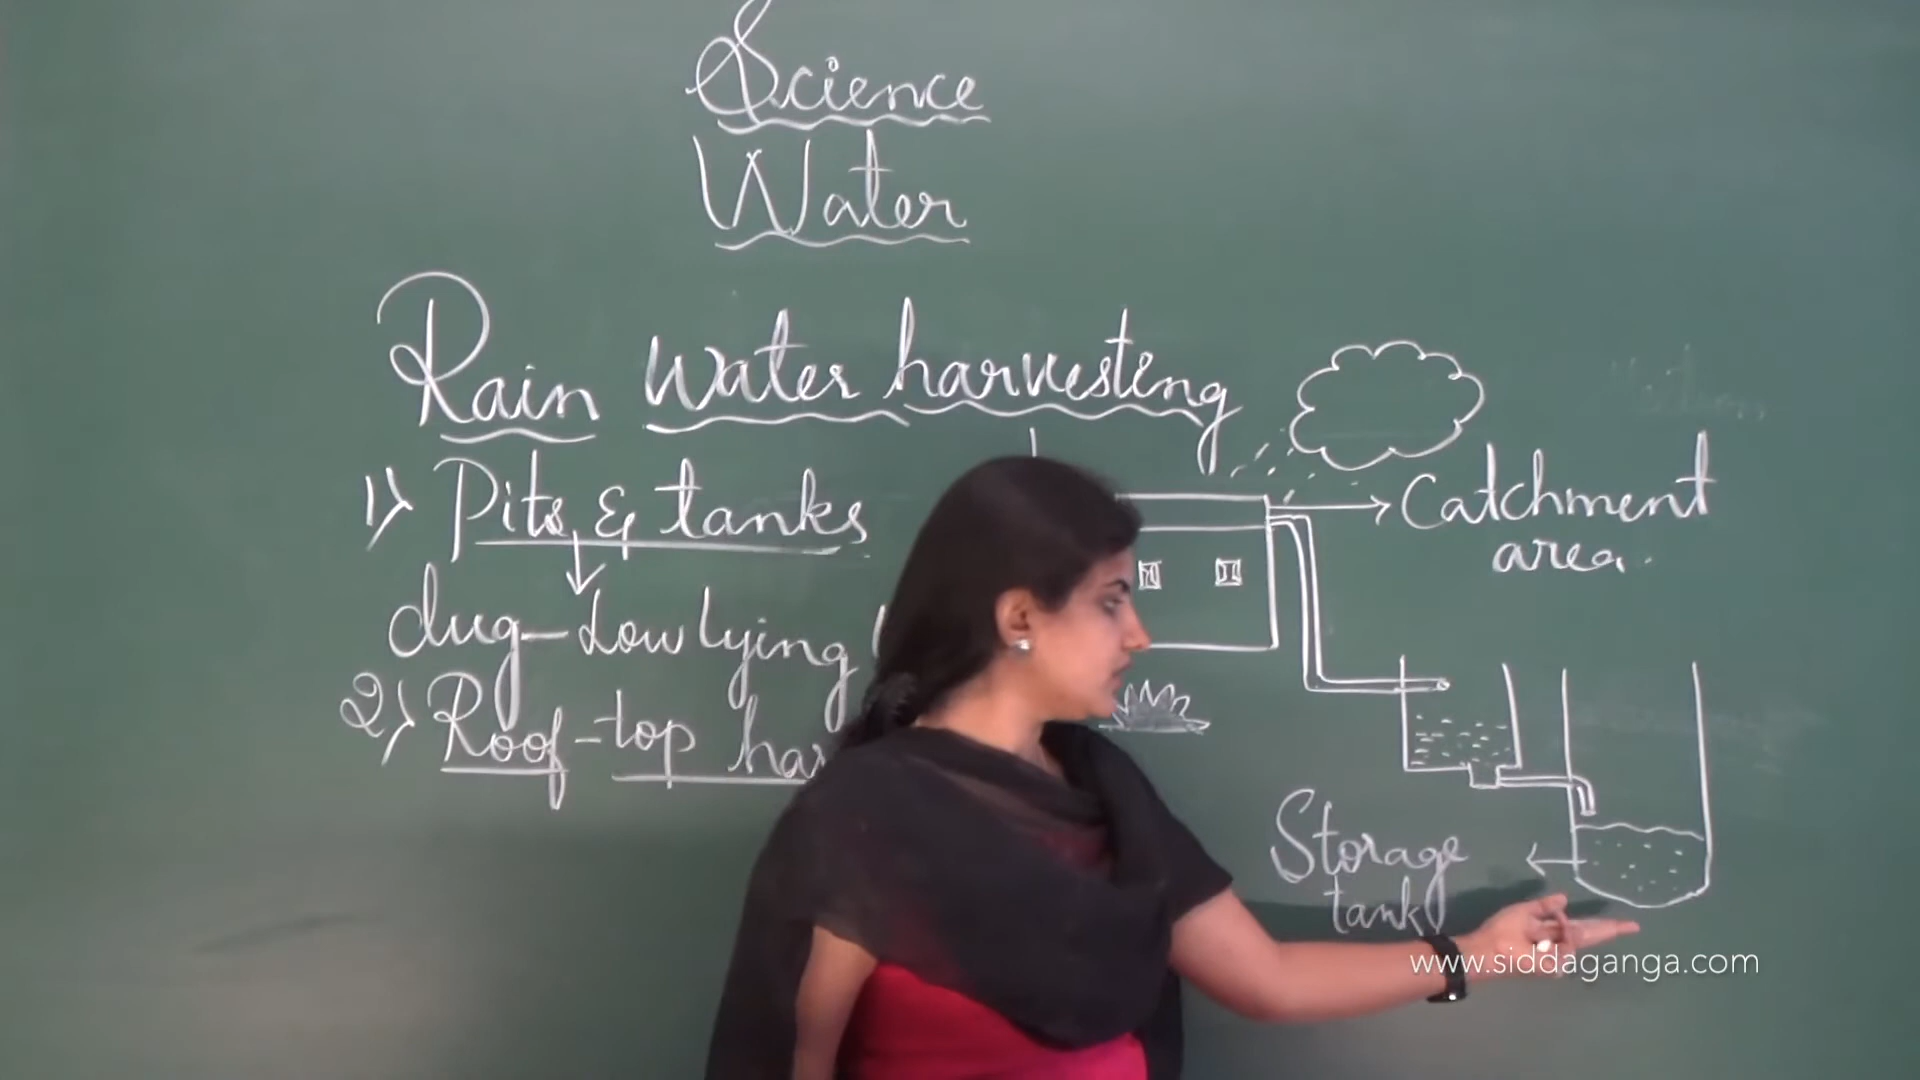 Science
Water
Rain Water harvesting
1) Pits & tanks
dug - Low lying
2) Roof-top har
Catchment
area.
Storage
tank
www.siddaganga.com